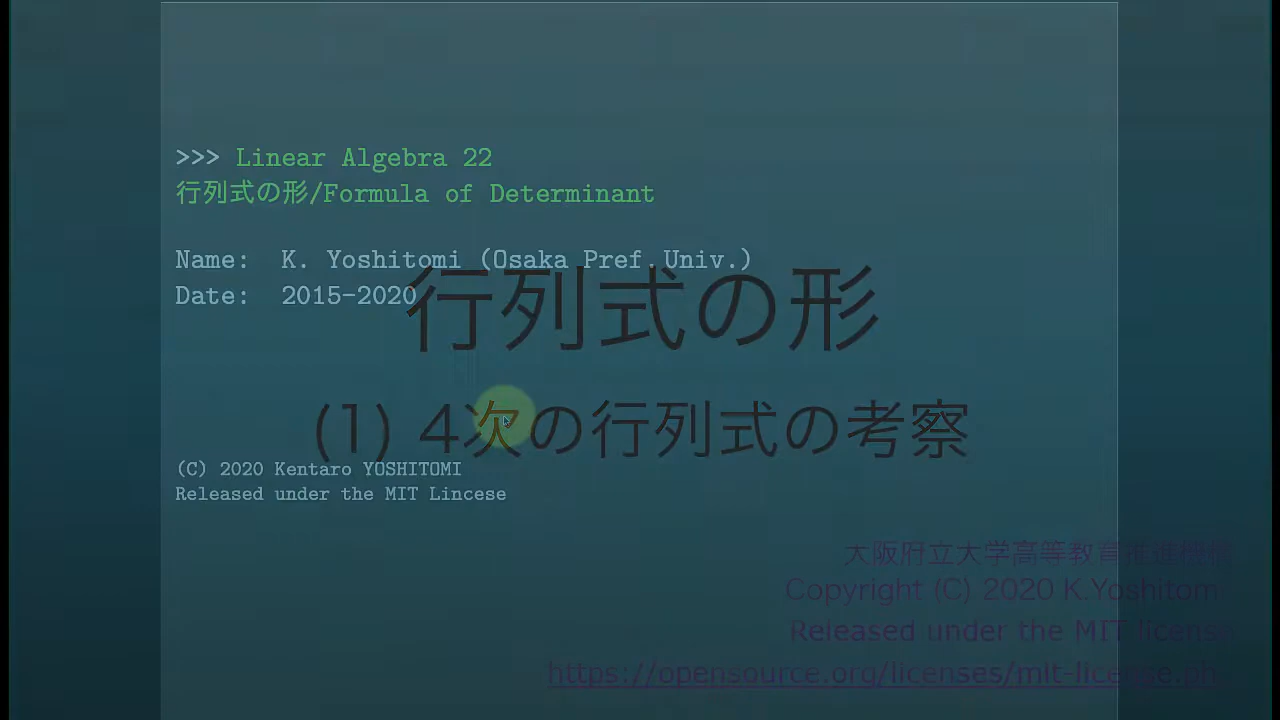 >>> Linear Algebra 22
行列式の形/Formula of Determinant
Name: K. Yoshitomi (Osaka Pref.Univ.)
Date: 2015-2020
行列式の形
(1) 4次の行列式の考察
(C) 2020 Kentaro YOSHITOMI
Released under the MIT Lincese
大阪府立大学高等教育推進機構
Copyright (C) 2020 K.Yoshitom
Released under the MIT license
https://opensource.org/licenses/mit-license.ph